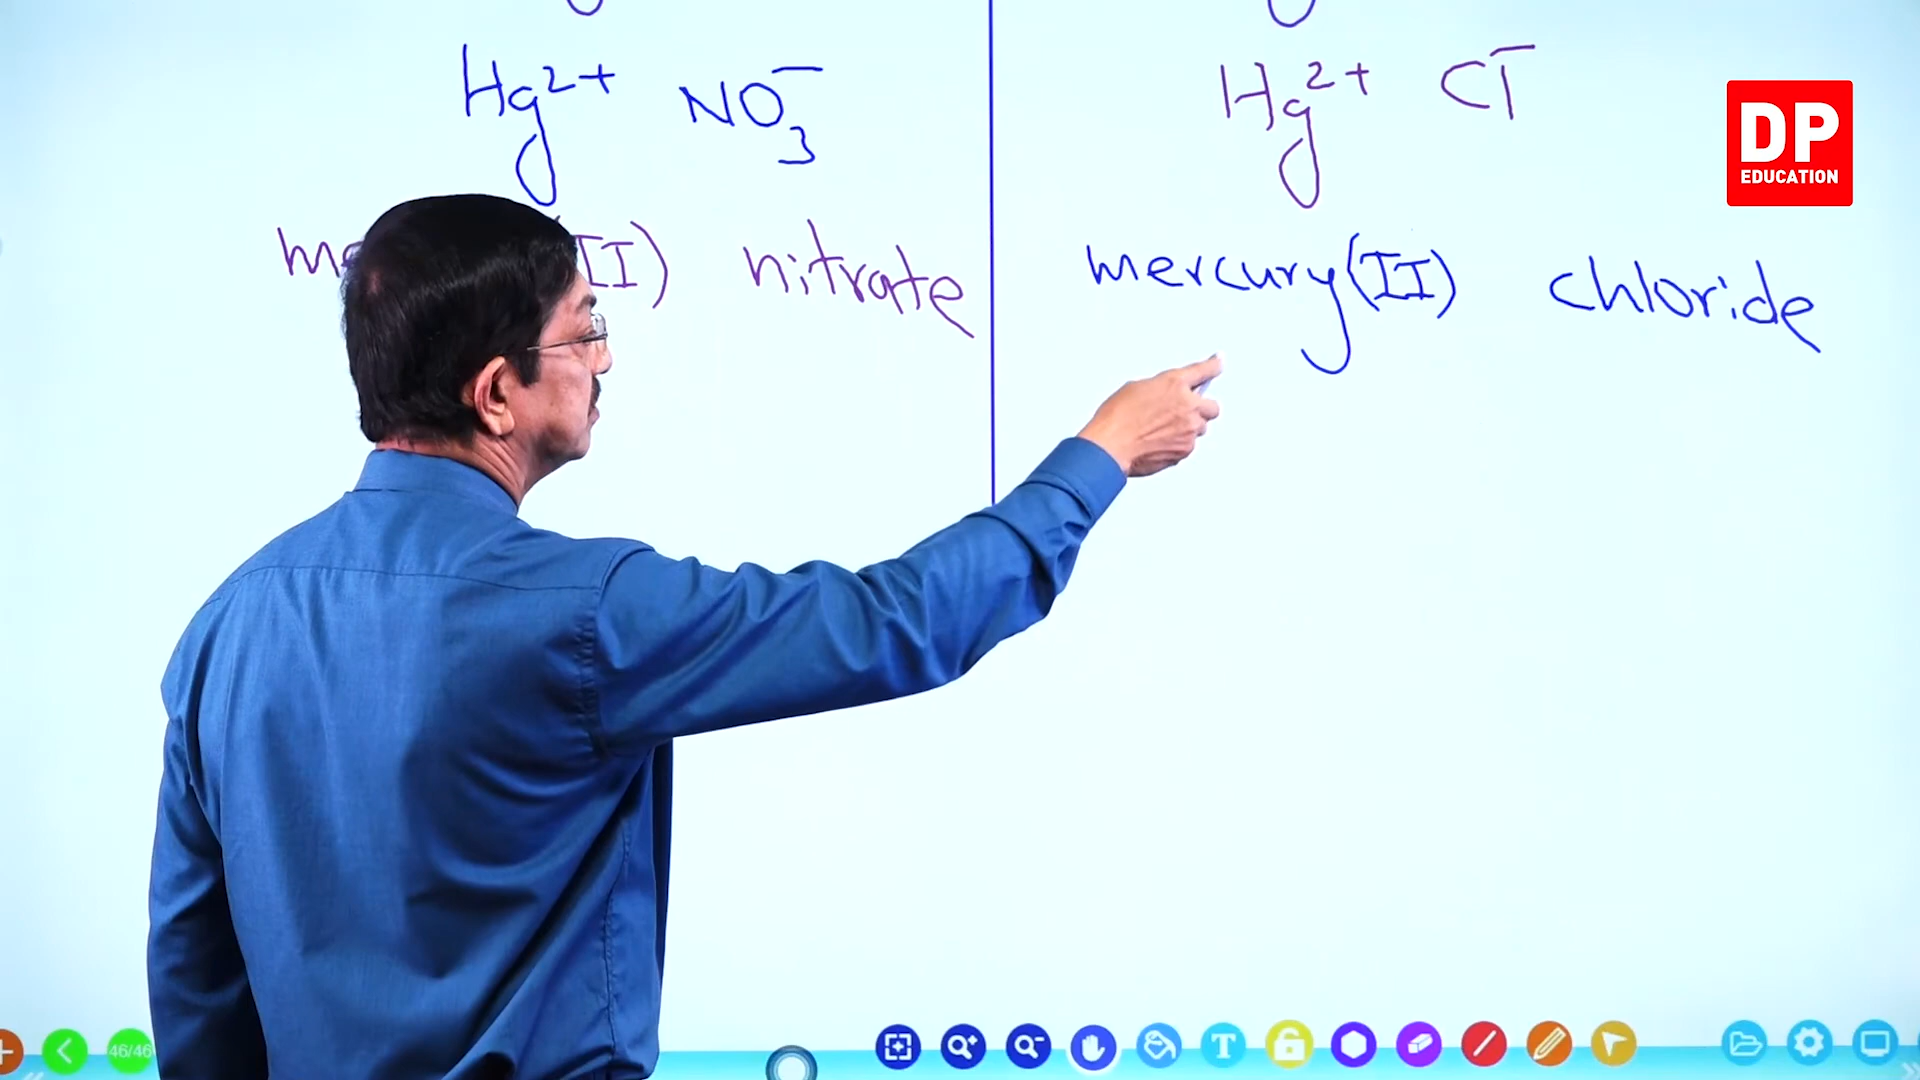 Hg²⁺ NO₃⁻
(II) nitrate
Hg²⁺ Cl⁻
mercury(II) chloride
DP
EDUCATION
46/46
T